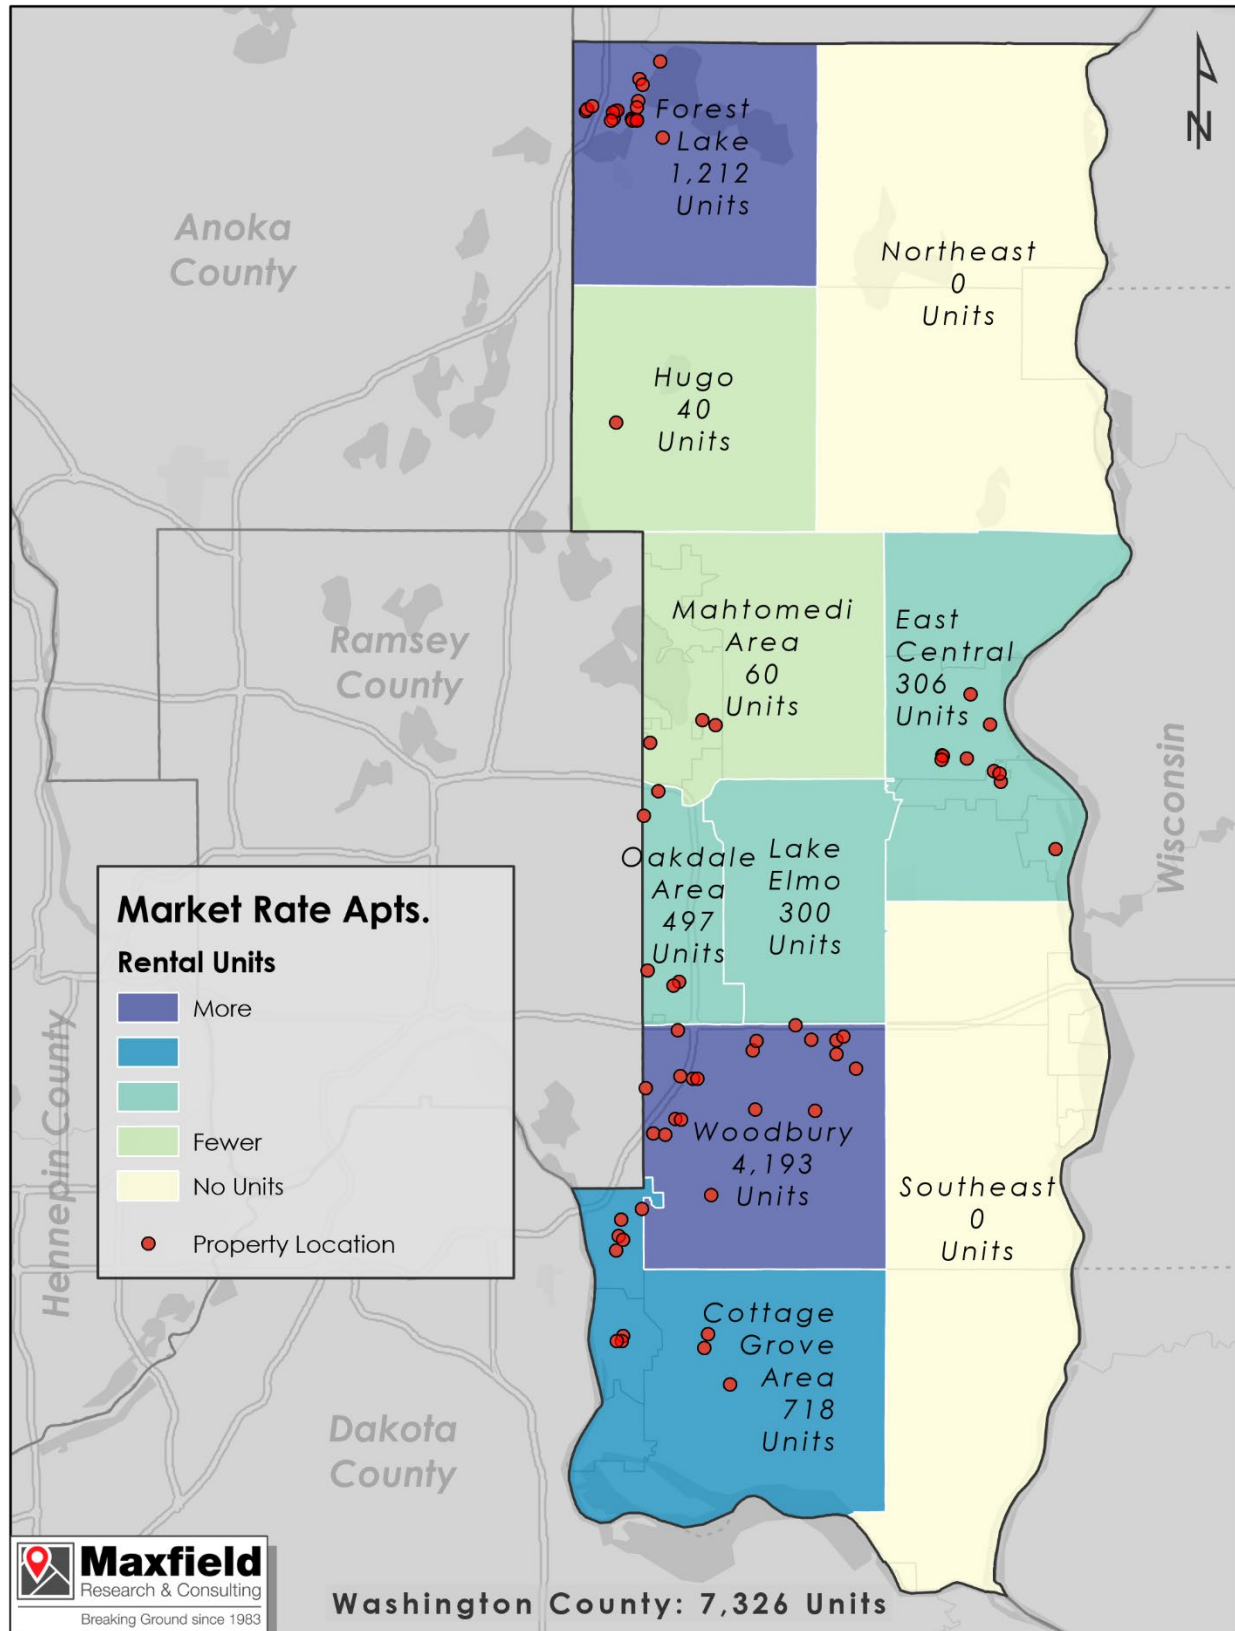 Forest
Lake
1,212
Units
N
Anoka
County
Northeast
0
Units
Hugo
40
Units
Mahtomedi
Area
60
Units
East
Central
306
Units
Ramsey
County
Wisconsin
Oakdale
Area
497
Units
Lake
Elmo
300
Units
Market Rate Apts.
Rental Units
More
Fewer
No Units
Property Location
Hennepin County
Woodbury
4,193
Units
Southeast
0
Units
Cottage
Grove
Area
718
Units
Dakota
County
Maxfield
Research & Consulting
Breaking Ground since 1983
Washington County: 7,326 Units